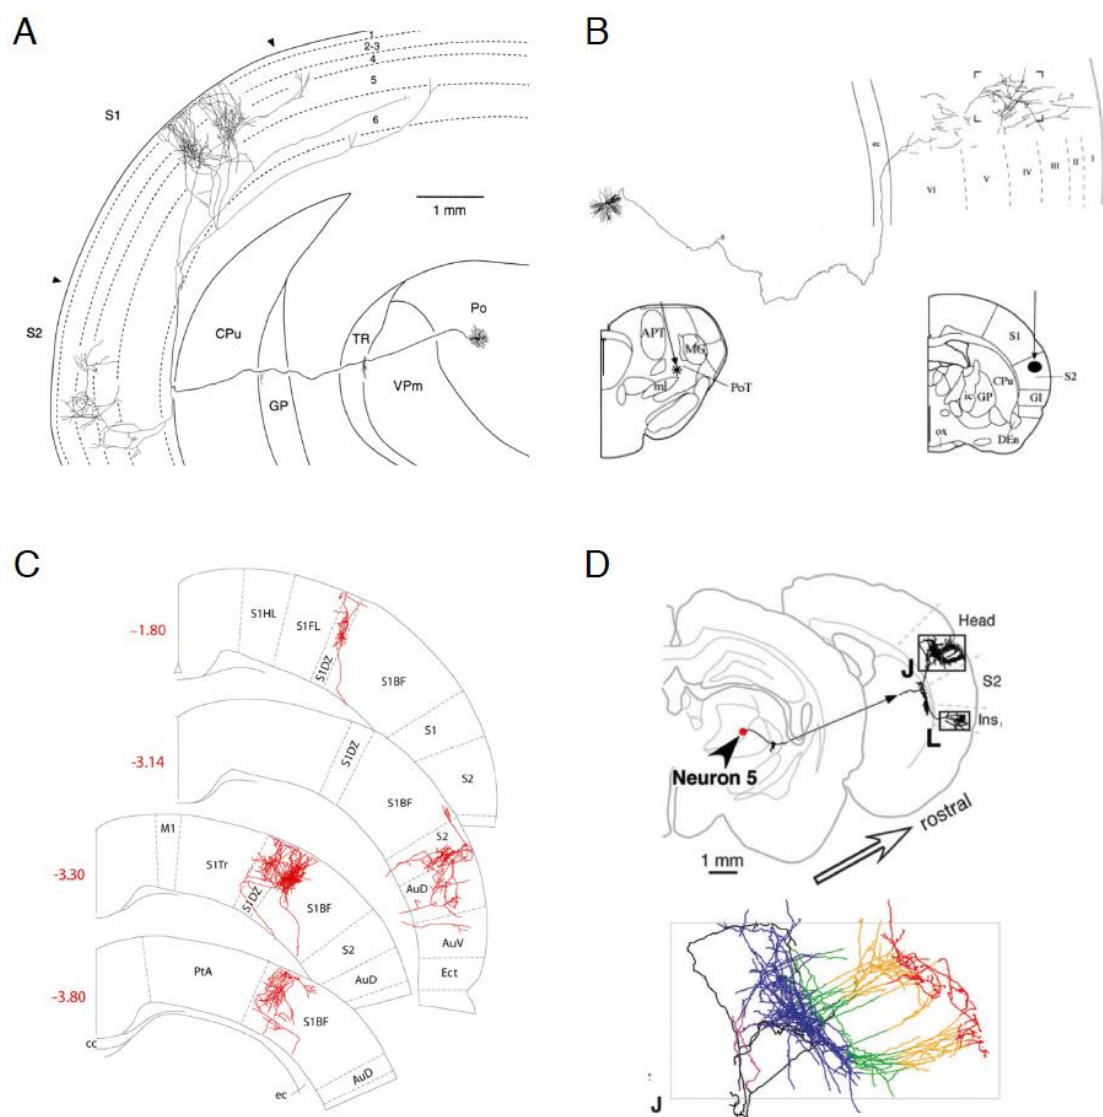 A
1
2-3
4
5
6
S1
1 mm
S2
CPu
TR
Po
GP
VPm
B
ec
VI
V
IV
III
II
I
APT
MG
ml
PoT
S1
CPu
ic
GP
S2
GI
ox
DEn
C
-1.80
S1HL
S1FL
S1DZ
S1BF
S1
S2
-3.14
S1DZ
S1BF
S2
AuD
AuV
Ect
-3.30
M1
S1Tr
S1DZ
S1BF
S2
AuD
-3.80
PtA
S1BF
AuD
cc
ec
D
Head
J
S2
Ins
L
Neuron 5
rostral
1 mm
J